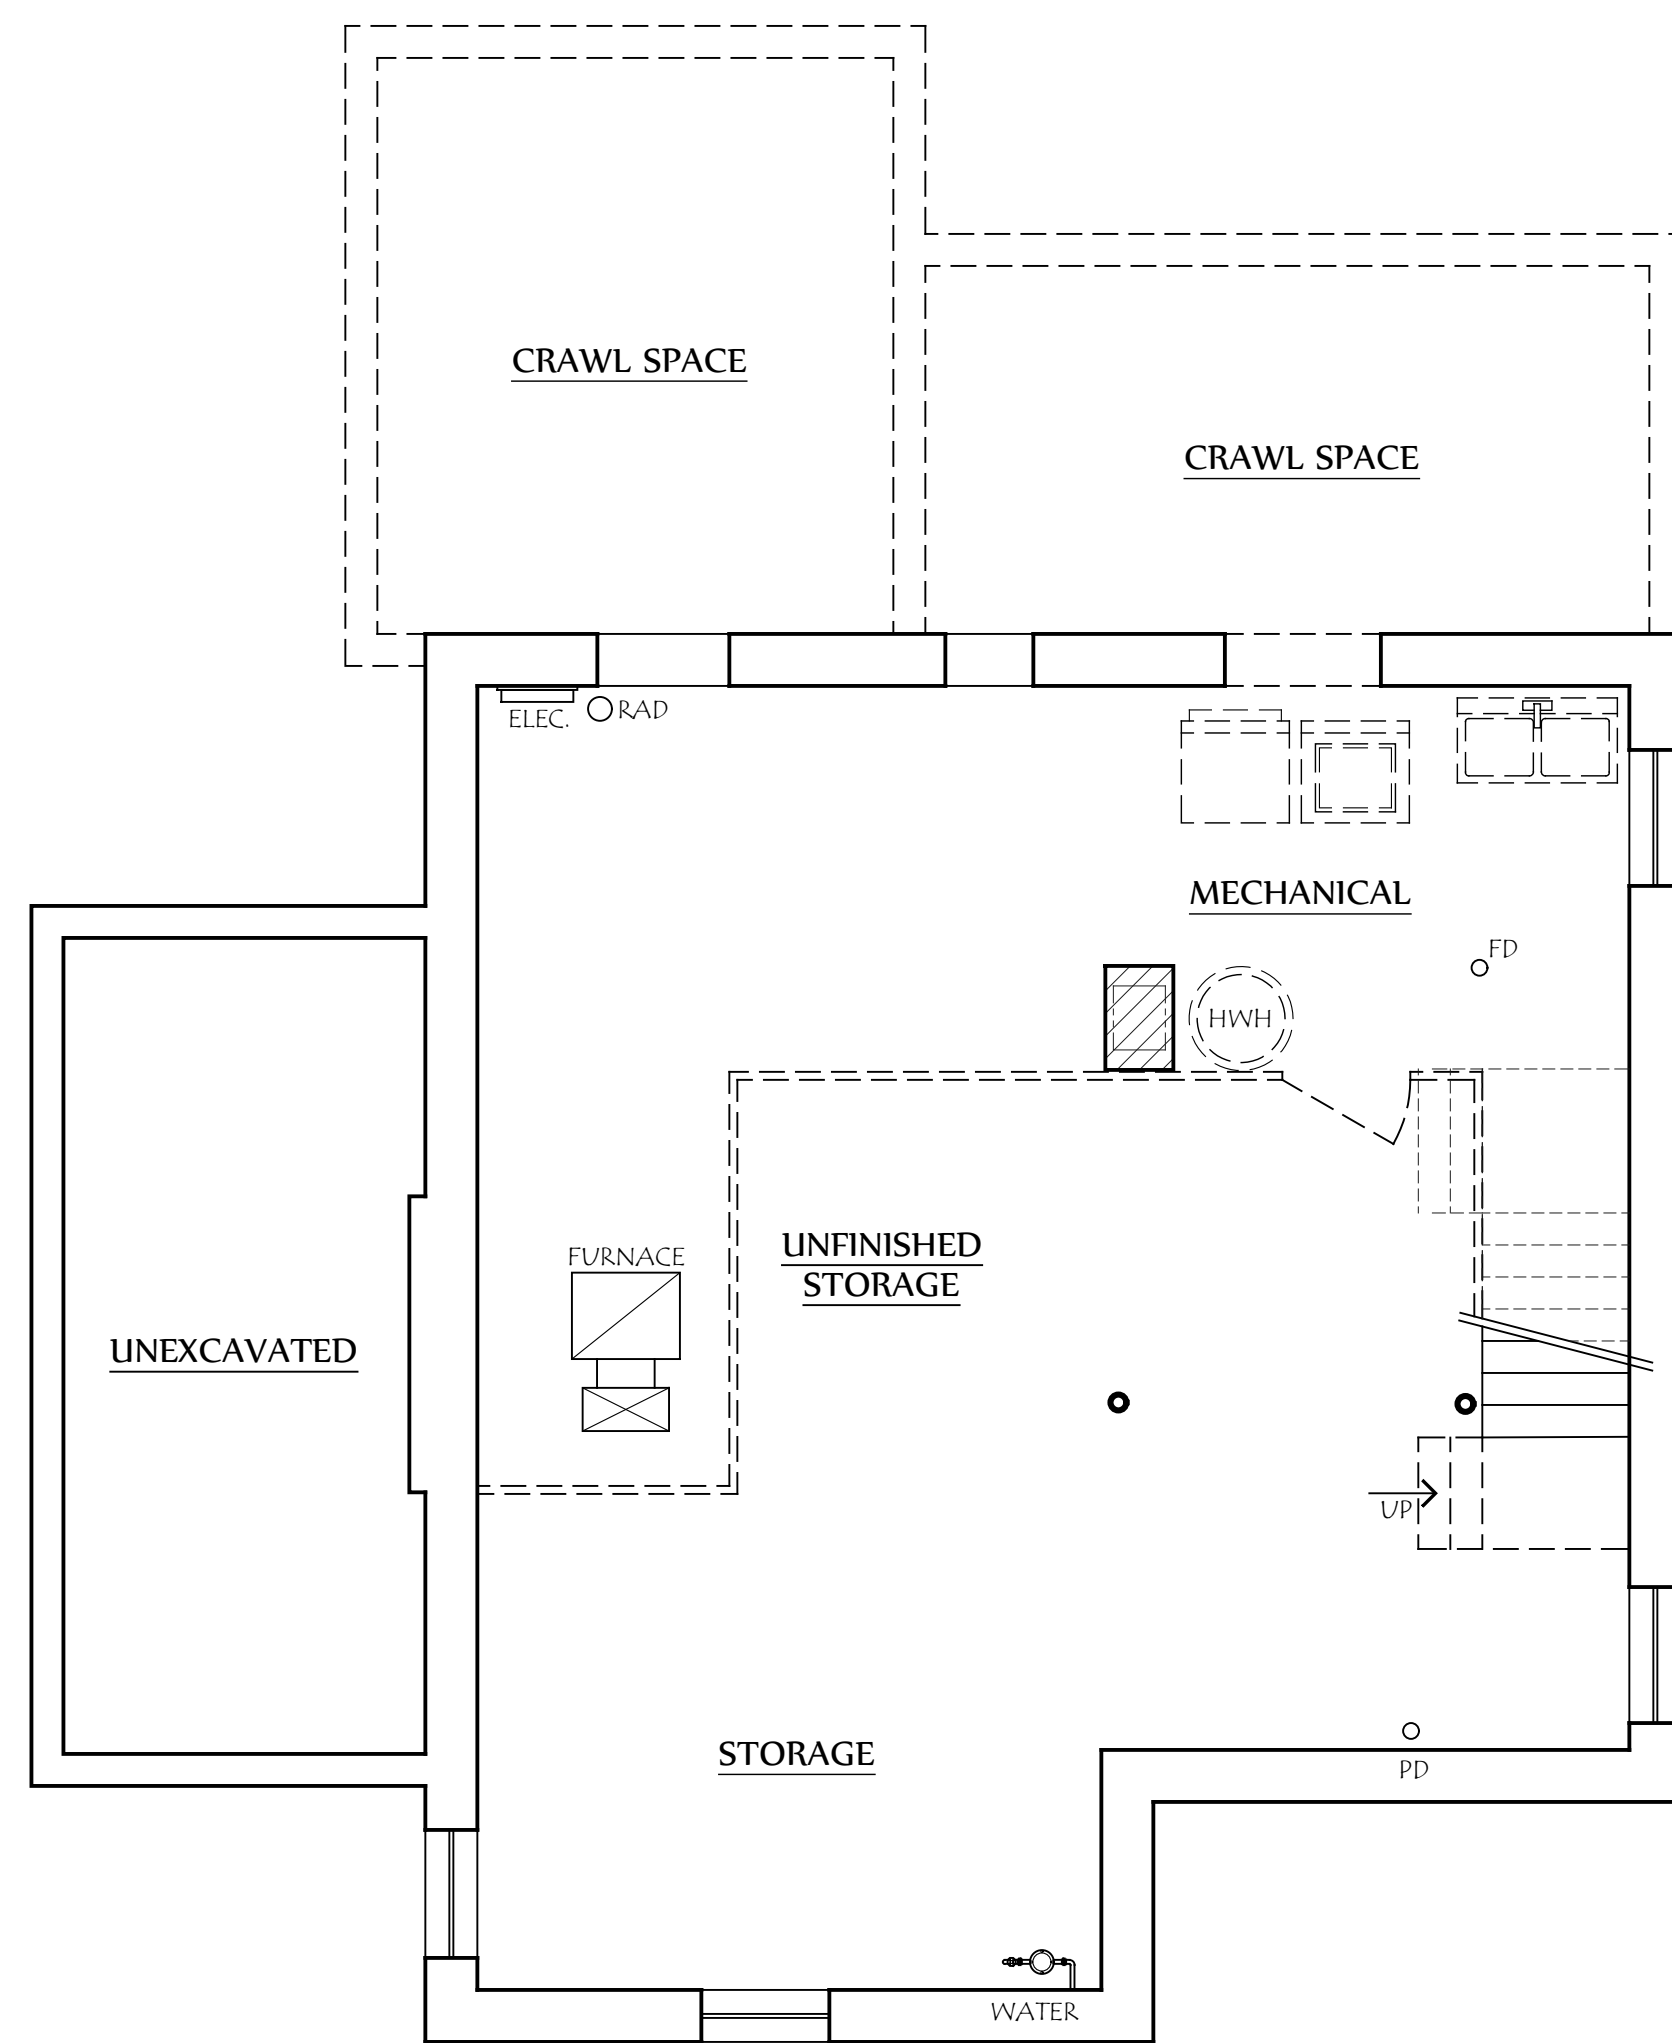 CRAWL SPACE
CRAWL SPACE
ELEC.
RAD
MECHANICAL
FD
HWH
UNFINISHED
STORAGE
FURNACE
UNEXCAVATED
UP
STORAGE
PD
WATER